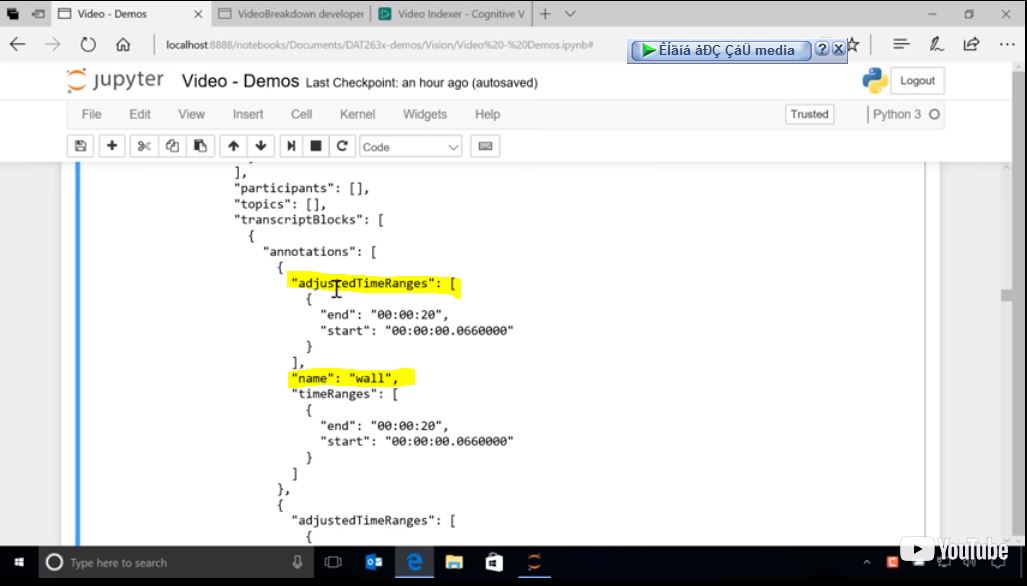 Video - Demos
VideoBreakdown developer
Video Indexer - Cognitive V
localhost:8888/notebooks/Documents/DAT263x-demos/Vision/Video%20-%20Demos.ipynb#
ÊÍãíá åÐÇ ÇáÜ media
? X
jupyter Video - Demos Last Checkpoint: an hour ago (autosaved)
Logout
File Edit View Insert Cell Kernel Widgets Help
Trusted
Python 3
Code
],
"participants": [],
"topics": [],
"transcriptBlocks": [
{
"annotations": [
{
"adjustedTimeRanges": [
{
"end": "00:00:20",
"start": "00:00:00.0660000"
}
],
"name": "wall",
"timeRanges": [
{
"end": "00:00:20",
"start": "00:00:00.0660000"
}
]
},
{
"adjustedTimeRanges": [
{
Type here to search
YouTube